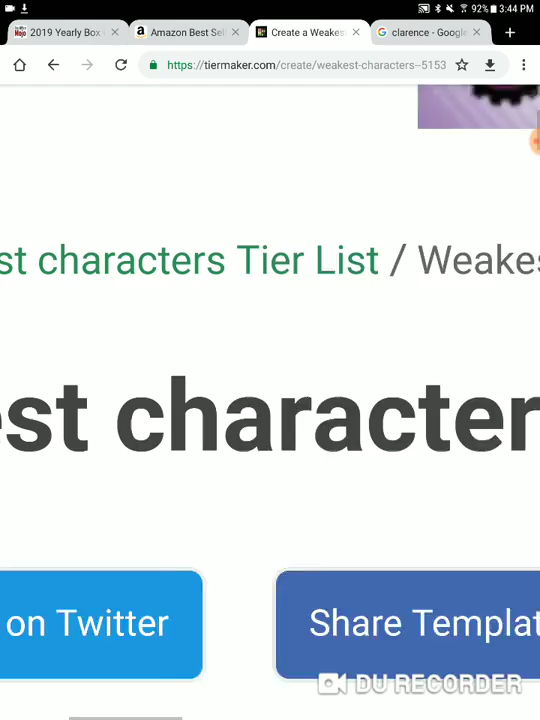 92% 3:44 PM
2019 Yearly Box
Amazon Best Sel
Create a Weakes
clarence - Google
https://tiermaker.com/create/weakest-characters--5153
st characters Tier List / Weakes
est character
on Twitter
Share Templat
DU RECORDER